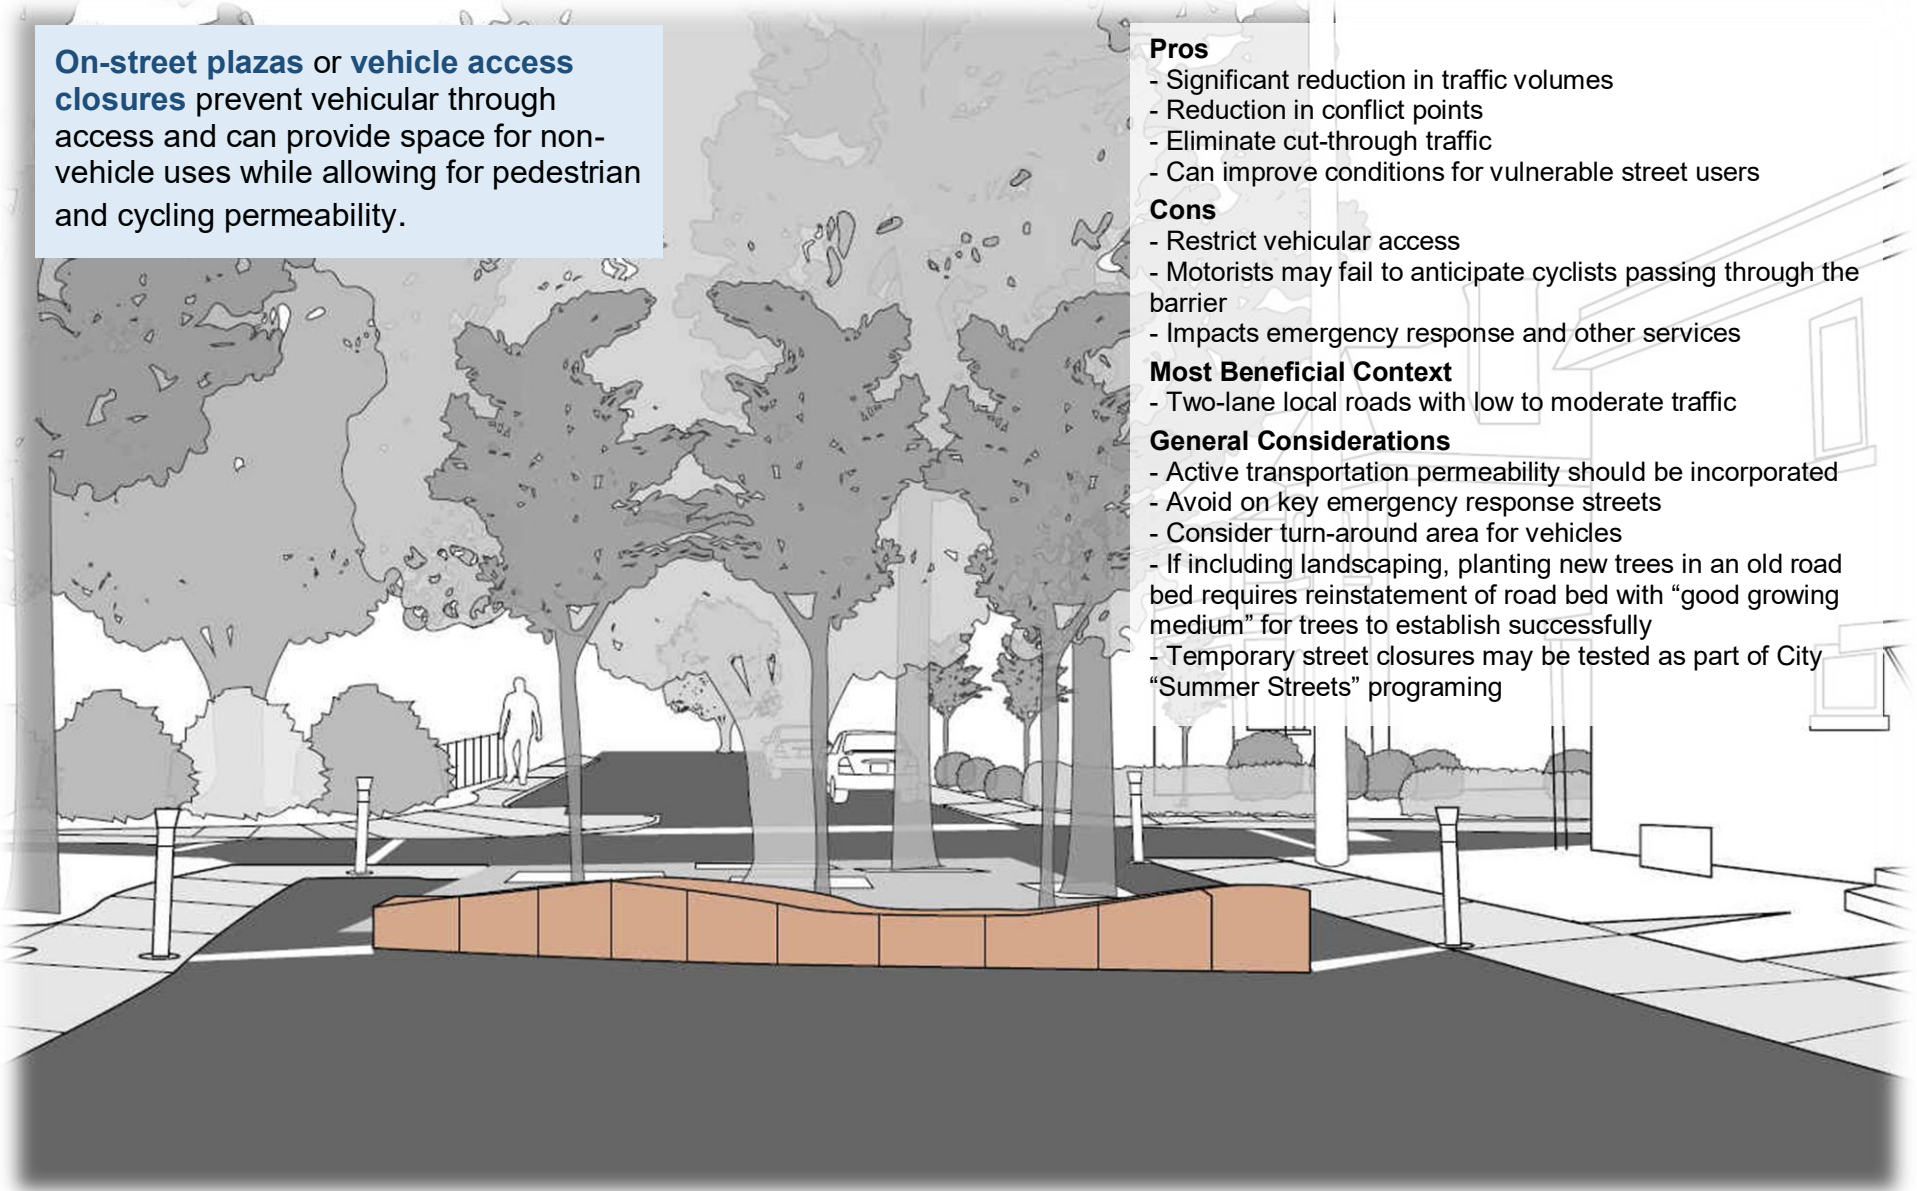 On-street plazas or vehicle access
closures prevent vehicular through
access and can provide space for non-
vehicle uses while allowing for pedestrian
and cycling permeability.
Pros
- Significant reduction in traffic volumes
- Reduction in conflict points
- Eliminate cut-through traffic
- Can improve conditions for vulnerable street users
Cons
- Restrict vehicular access
- Motorists may fail to anticipate cyclists passing through the
barrier
- Impacts emergency response and other services
Most Beneficial Context
- Two-lane local roads with low to moderate traffic
General Considerations
- Active transportation permeability should be incorporated
- Avoid on key emergency response streets
- Consider turn-around area for vehicles
- If including landscaping, planting new trees in an old road
bed requires reinstatement of road bed with “good growing
medium” for trees to establish successfully
- Temporary street closures may be tested as part of City
“Summer Streets” programing